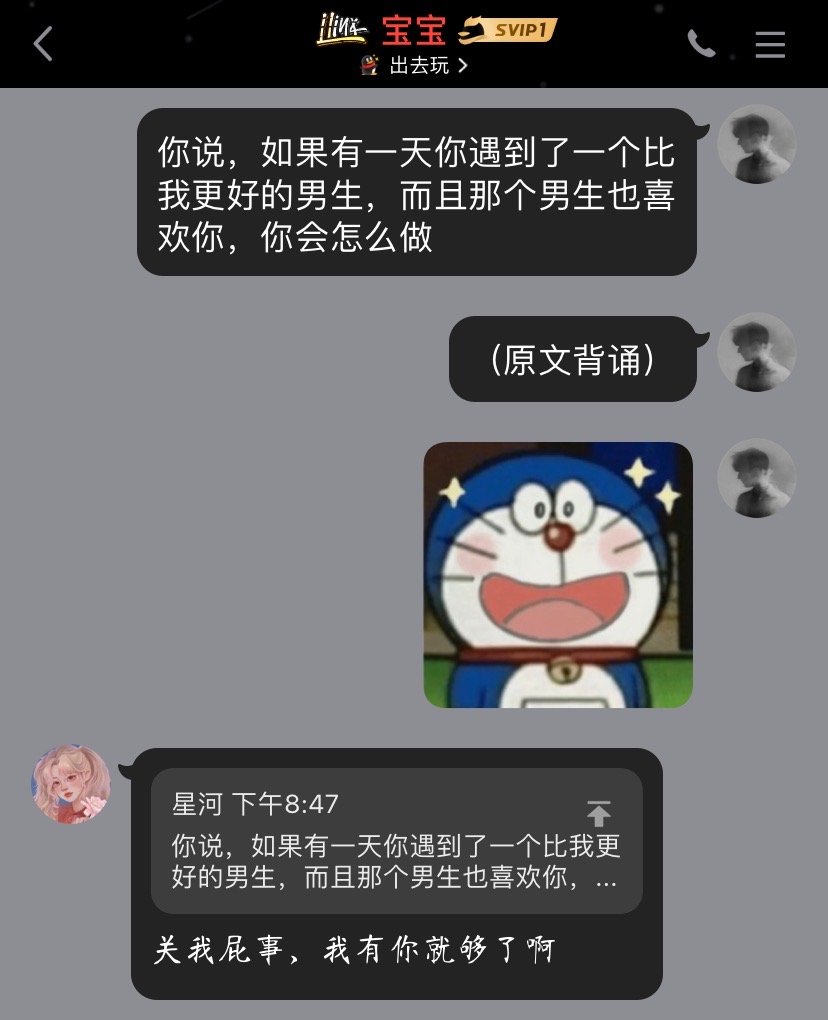 宝宝 SVIP1
出去玩
你说，如果有一天你遇到了一个比
我更好的男生，而且那个男生也喜
欢你，你会怎么做
（原文背诵）
星河 下午8:47
你说，如果有一天你遇到了一个比我更
好的男生，而且那个男生也喜欢你，...
关我屁事，我有你就够了啊